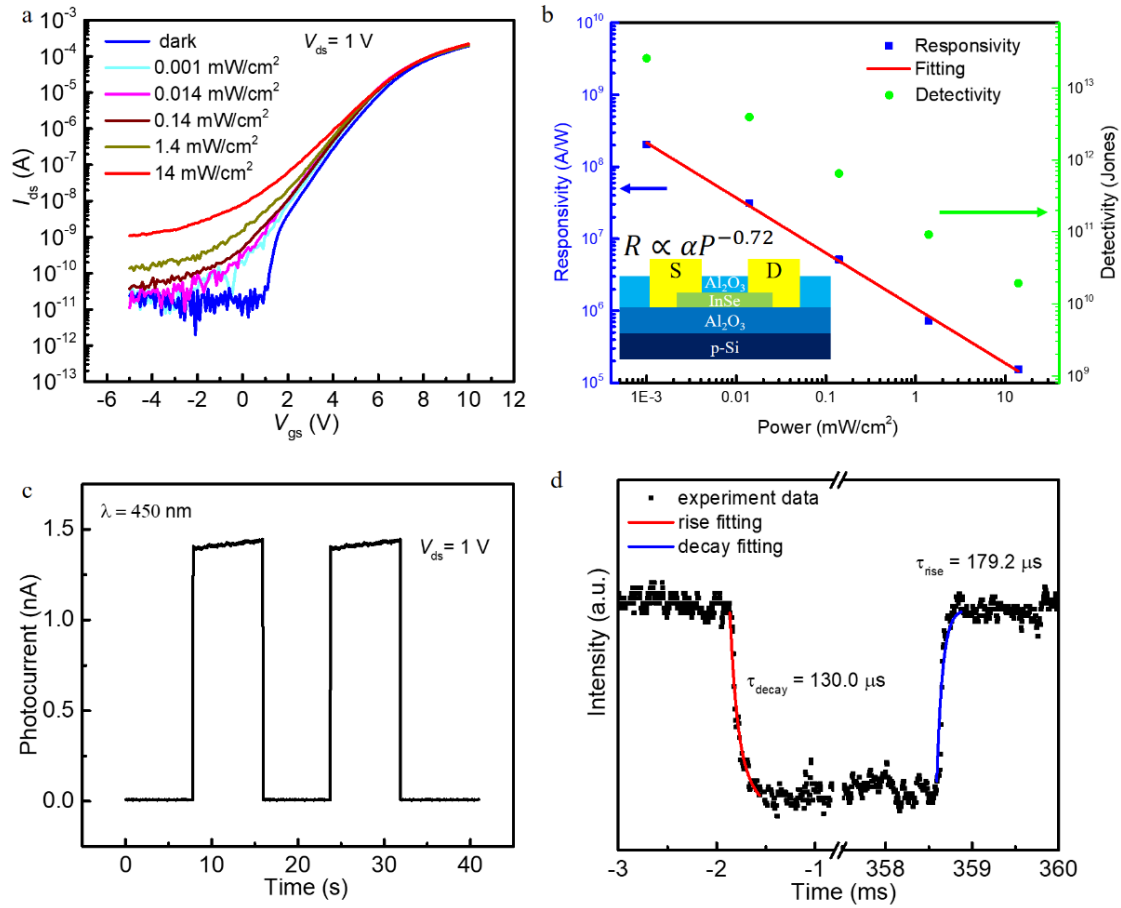 a
10⁻³
10⁻⁴
10⁻⁵
10⁻⁶
10⁻⁷
10⁻⁸
10⁻⁹
10⁻¹⁰
10⁻¹¹
10⁻¹²
10⁻¹³
I_ds (A)
dark
0.001 mW/cm²
0.014 mW/cm²
0.14 mW/cm²
1.4 mW/cm²
14 mW/cm²
V_ds = 1 V
-6 -4 -2 0 2 4 6 8 10 12
V_gs (V)
b
10¹⁰
10⁹
10⁸
10⁷
10⁶
10⁵
Responsivity (A/W)
Responsivity
Fitting
Detectivity
R ∝ αP^−0.72
S D
Al₂O₃
InSe
Al₂O₃
p-Si
10¹³
10¹²
10¹¹
10¹⁰
10⁹
Detectivity (Jones)
1E-3 0.01 0.1 1 10
Power (mW/cm²)
c
λ = 450 nm
V_ds = 1 V
1.5
1.0
0.5
0.0
Photocurrent (nA)
0 10 20 30 40
Time (s)
d
experiment data
rise fitting
decay fitting
τ_rise = 179.2 μs
τ_decay = 130.0 μs
Intensity (a.u.)
-3 -2 -1 358 359 360
Time (ms)